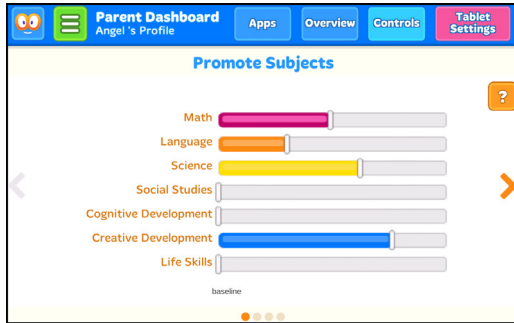 Parent Dashboard
Angel 's Profile
Apps
Overview
Controls
Tablet
Settings
Promote Subjects
?
Math
Language
Science
Social Studies
Cognitive Development
Creative Development
Life Skills
baseline